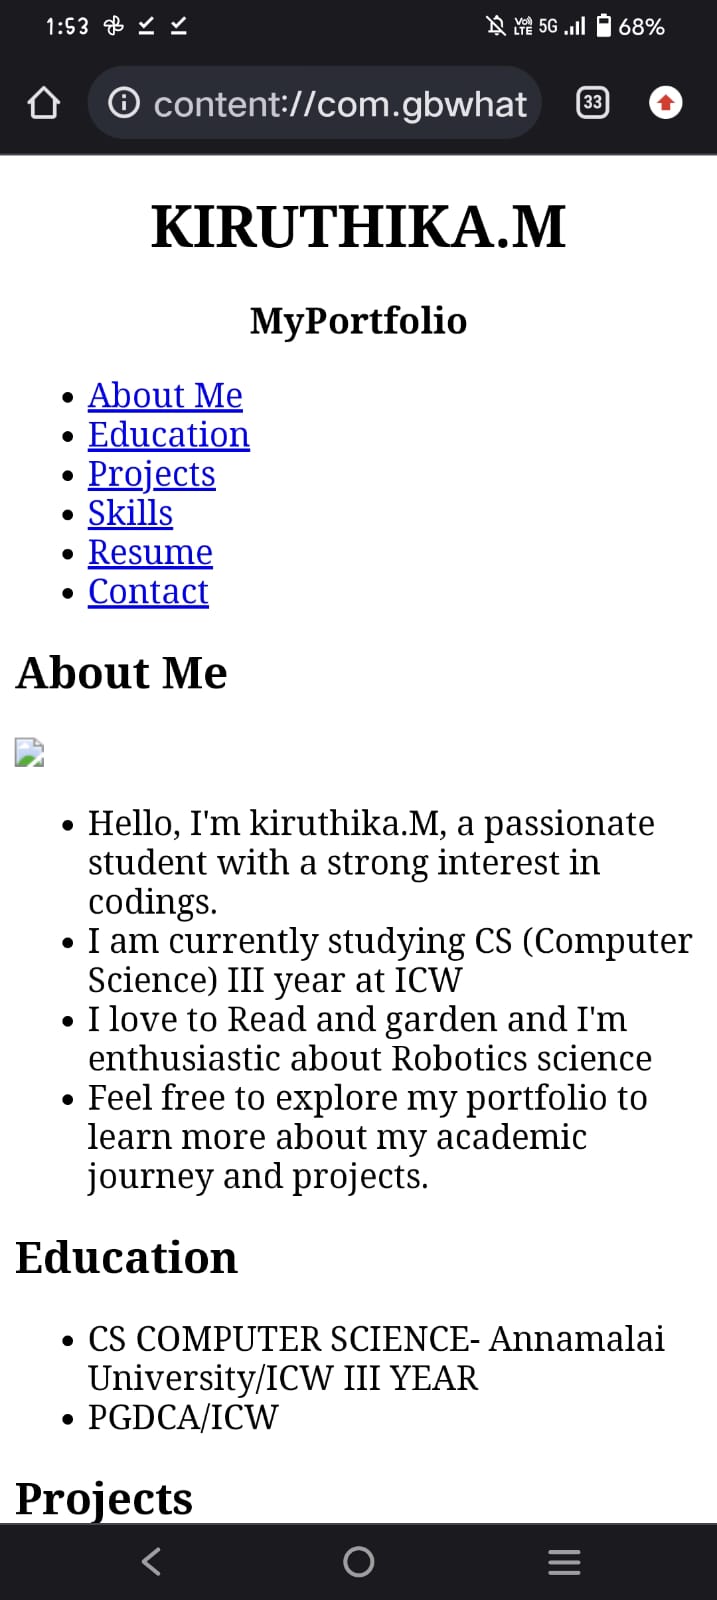 1:53
Vo) LTE 5G 68%
content://com.gbwhat
33
KIRUTHIKA.M
MyPortfolio
About Me
Education
Projects
Skills
Resume
Contact
About Me
Hello, I'm kiruthika.M, a passionate
student with a strong interest in
codings.
I am currently studying CS (Computer
Science) III year at ICW
I love to Read and garden and I'm
enthusiastic about Robotics science
Feel free to explore my portfolio to
learn more about my academic
journey and projects.
Education
CS COMPUTER SCIENCE- Annamalai
University/ICW III YEAR
PGDCA/ICW
Projects